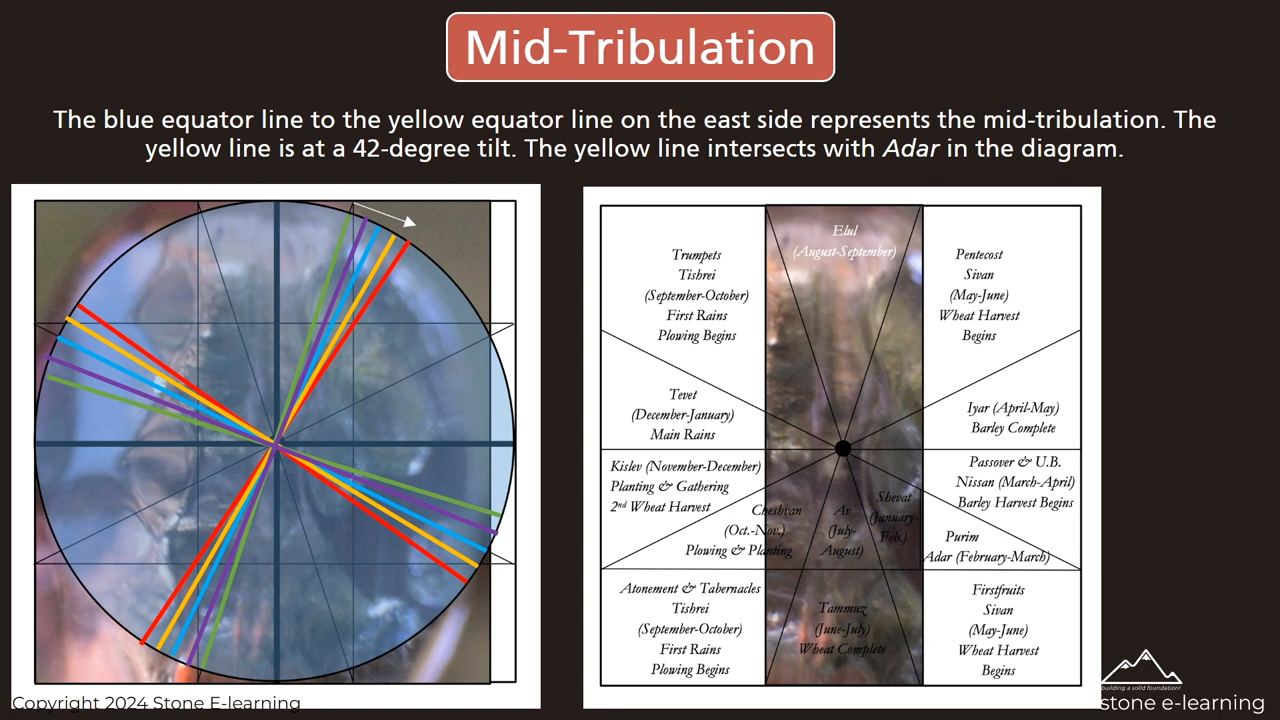 Mid-Tribulation
The blue equator line to the yellow equator line on the east side represents the mid-tribulation. The
yellow line is at a 42-degree tilt. The yellow line intersects with Adar in the diagram.
Elul
(August-September)
Trumpets
Tishrei
(September-October)
First Rains
Plowing Begins
Pentecost
Sivan
(May-June)
Wheat Harvest
Begins
Tevet
(December-January)
Main Rains
Iyar (April-May)
Barley Complete
Kislev (November-December)
Planting & Gathering
2nd Wheat Harvest
Cheshvan
(Oct.-Nov.)
Plowing & Planting
Av
(July-
August)
Shevat
(January-
Feb.)
Passover & U.B.
Nissan (March-April)
Barley Harvest Begins
Purim
Adar (February-March)
Atonement & Tabernacles
Tishrei
(September-October)
First Rains
Plowing Begins
Tammuz
(June-July)
Wheat Complete
Firstfruits
Sivan
(May-June)
Wheat Harvest
Begins
Copyright 2024 Stone E-learning
building a solid foundation!
stone e-learning